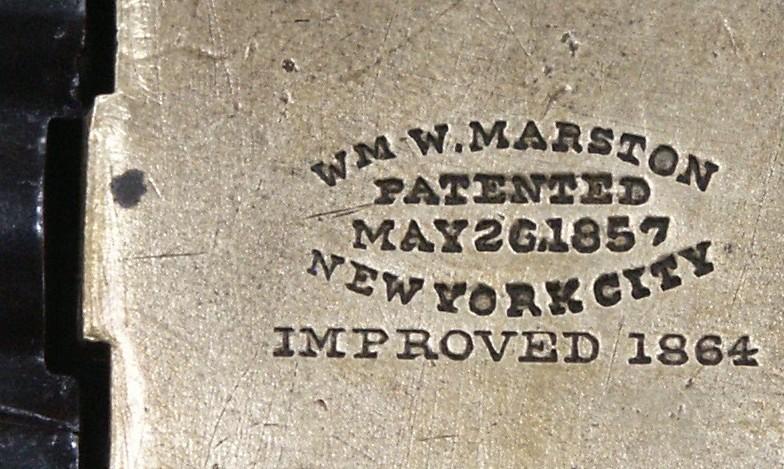 WM W. MARSTON
PATENTED
MAY 26.1857
NEW YORK CITY
IMPROVED 1864